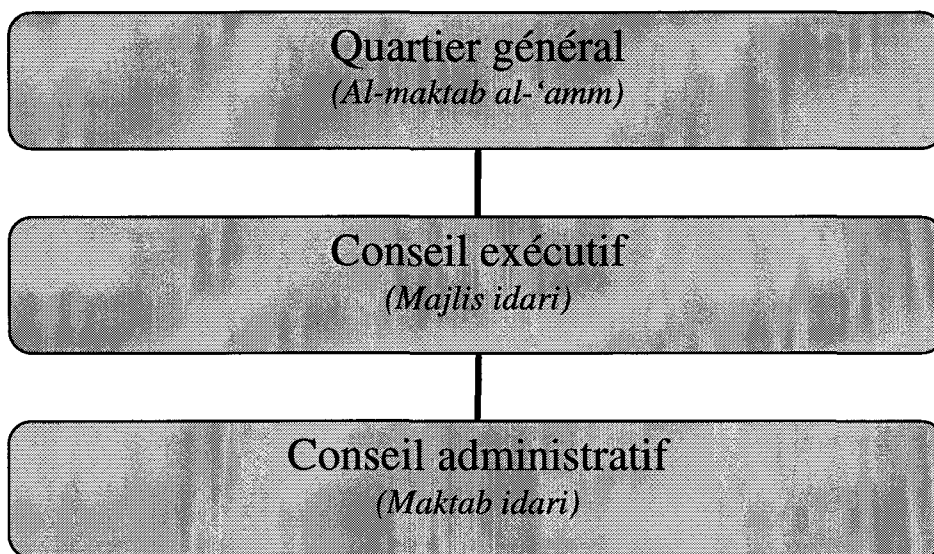 Quartier général
(Al-maktab al-‘amm)
Conseil exécutif
(Majlis idari)
Conseil administratif
(Maktab idari)